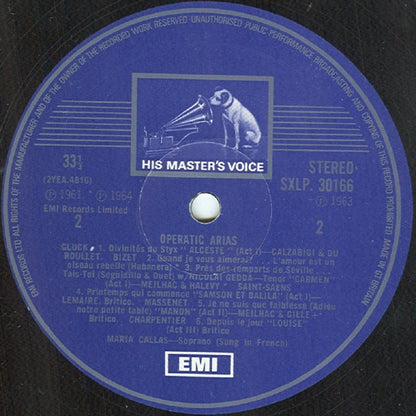 EMI RECORDS LTD ALL RIGHTS OF THE MANUFACTURER AND OF THE OWNER OF THE RECORDED WORK RESERVED UNAUTHORISED PUBLIC PERFORMANCE BROADCASTING AND COPYING OF THIS RECORD PROHIBITED MADE IN GT BRITAIN
HIS MASTER'S VOICE
33⅓
(2YEA.4816)
STEREO
SXLP. 30166
℗ 1961 ℗ 1964
℗ 1963
EMI Records Limited
2
2
OPERATIC ARIAS
GLUCK: 1. Divinités du Styx "ALCESTE" (Act I)—CALZABIGI & DU
ROULLET. BIZET 2. Quand je vous aimerai?... L'amour est un
oiseau rebelle (Habanera) * 3. Près des remparts de Séville...
Tais-Toi (Seguidilla & Duet) w. NICOLAI GEDDA—Tenor "CARMEN"
(Act I)—MEILHAC & HALEVY * SAINT-SAENS
4. Printemps qui commence "SAMSON ET DALILA" (Act I)—
LEMAIRE. Britico. MASSENET 5. Je ne suis que faiblesse (Adieu
notre petite table) "MANON" (Act II)—MEILHAC & GILLE *
Britico. CHARPENTIER 6. Depuis le jour "LOUISE"
(Act III) Britico
MARIA CALLAS—Soprano (Sung in French)
EMI